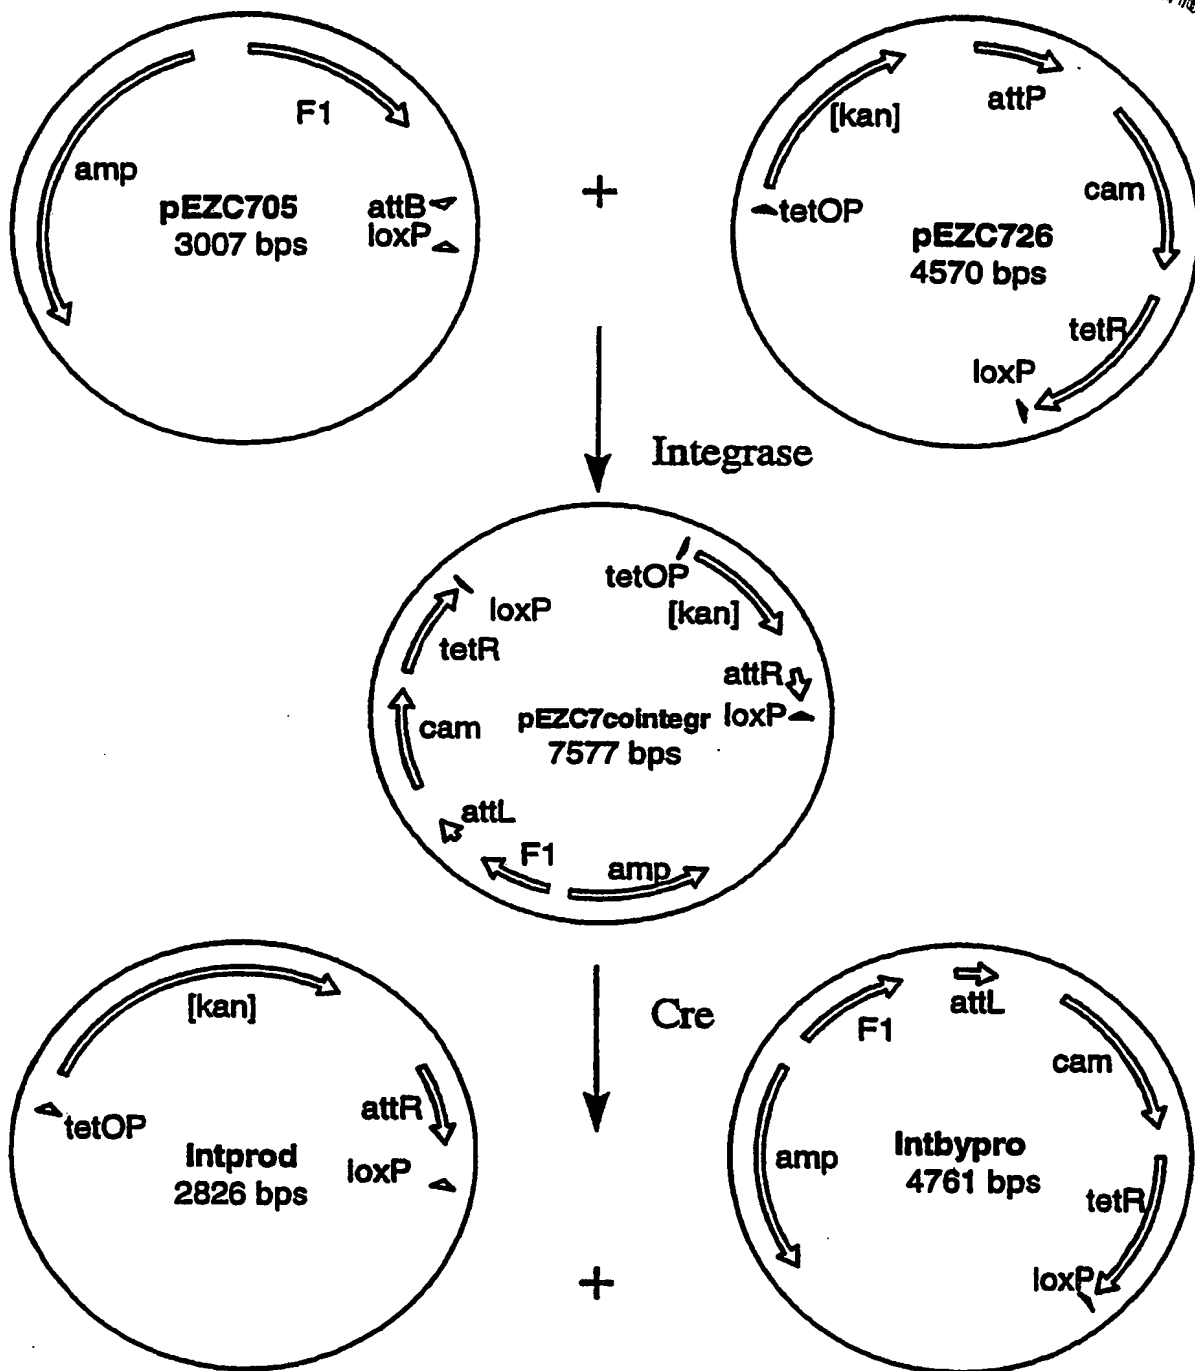 F1
amp
attB
pEZC705
loxP
3007 bps
+
attP
[kan]
cam
tetOP
pEZC726
4570 bps
tetR
loxP
Integrase
tetOP
loxP
[kan]
tetR
attR
pEZC7cointegr
loxP
cam
7577 bps
attL
F1
amp
[kan]
attR
tetOP
Intprod
loxP
2826 bps
Cre
+
attL
F1
cam
amp
Intbypro
4761 bps
tetR
loxP